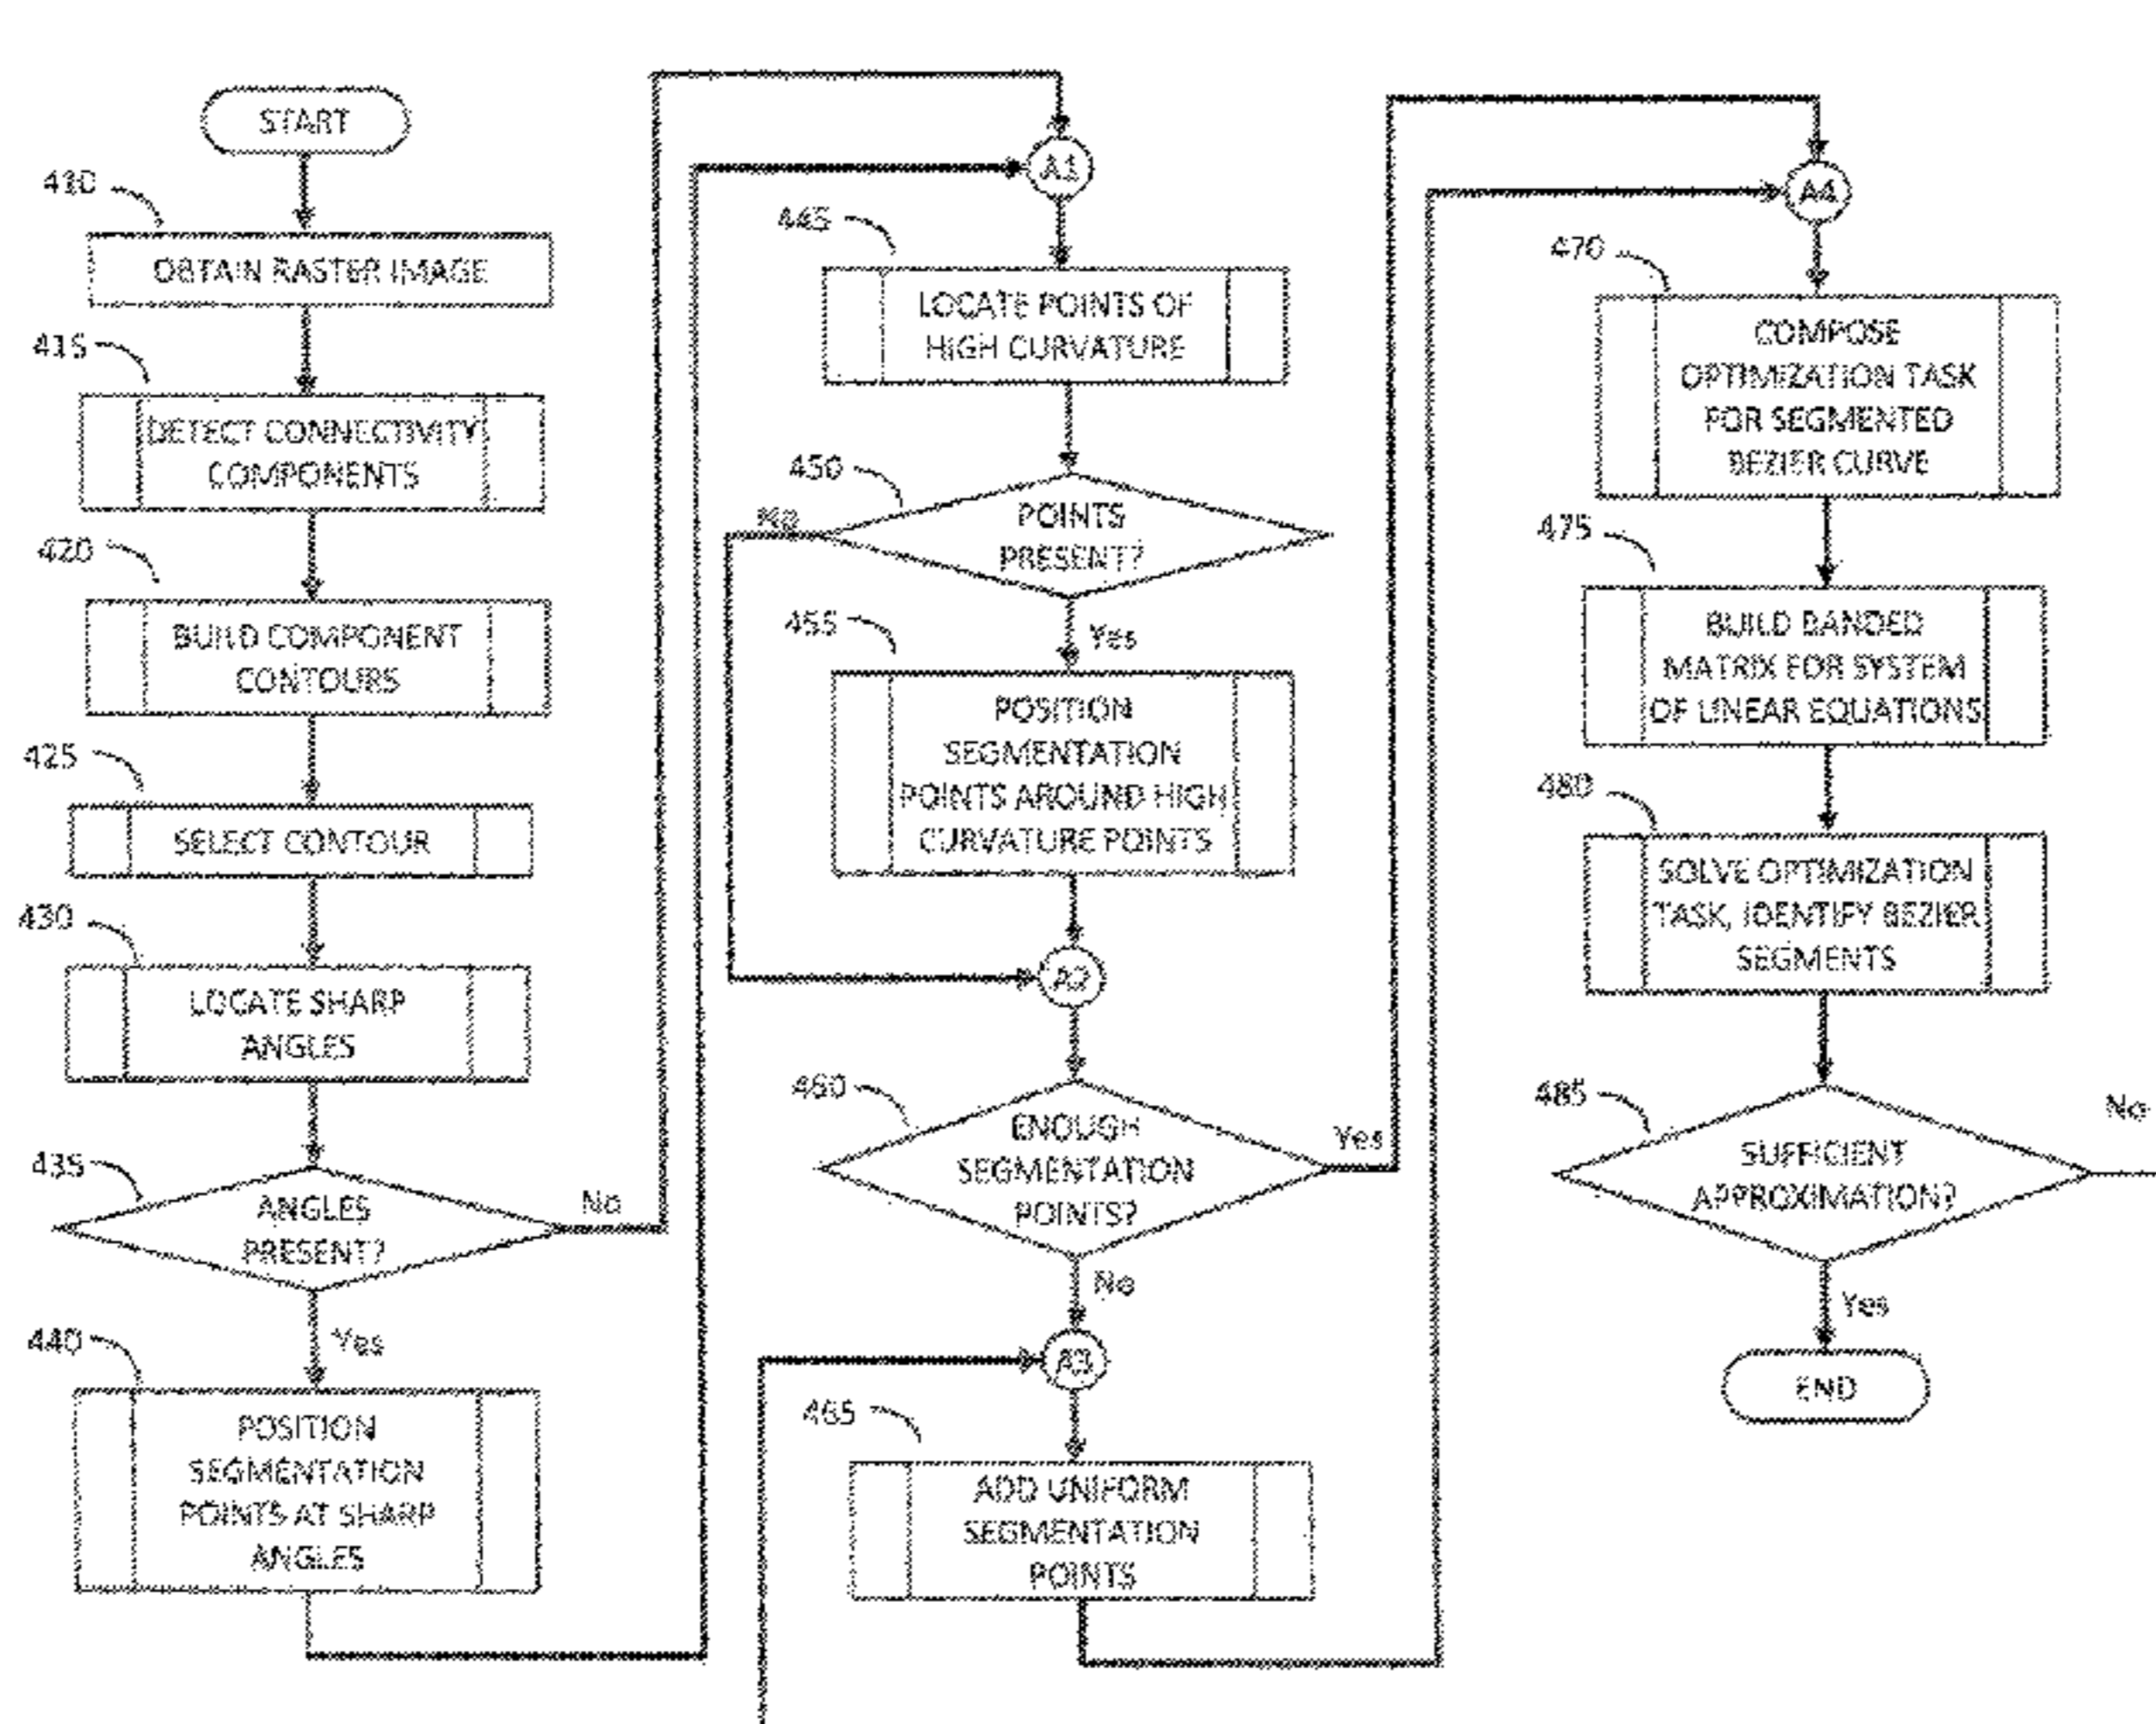 START
410
OBTAIN RASTER IMAGE
415
DETECT CONNECTIVITY
COMPONENTS
420
BUILD COMPONENT
CONTOURS
425
SELECT CONTOUR
430
LOCATE SHARP
ANGLES
435
ANGLES
PRESENT?
No
Yes
440
POSITION
SEGMENTATION
POINTS AT SHARP
ANGLES
A1
445
LOCATE POINTS OF
HIGH CURVATURE
450
POINTS
PRESENT?
No
Yes
455
POSITION
SEGMENTATION
POINTS AROUND HIGH
CURVATURE POINTS
A2
460
ENOUGH
SEGMENTATION
POINTS?
Yes
No
A3
465
ADD UNIFORM
SEGMENTATION
POINTS
A4
470
COMPOSE
OPTIMIZATION TASK
FOR SEGMENTED
BEZIER CURVE
475
BUILD BANDED
MATRIX FOR SYSTEM
OF LINEAR EQUATIONS
480
SOLVE OPTIMIZATION
TASK, IDENTIFY BEZIER
SEGMENTS
485
SUFFICIENT
APPROXIMATION?
No
Yes
END